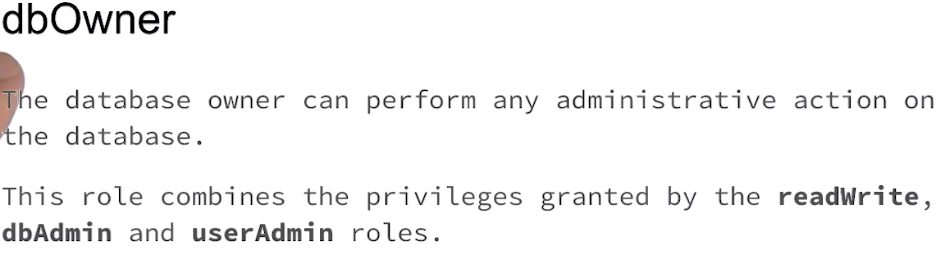 dbOwner
The database owner can perform any administrative action on
the database.
This role combines the privileges granted by the readWrite,
dbAdmin and userAdmin roles.